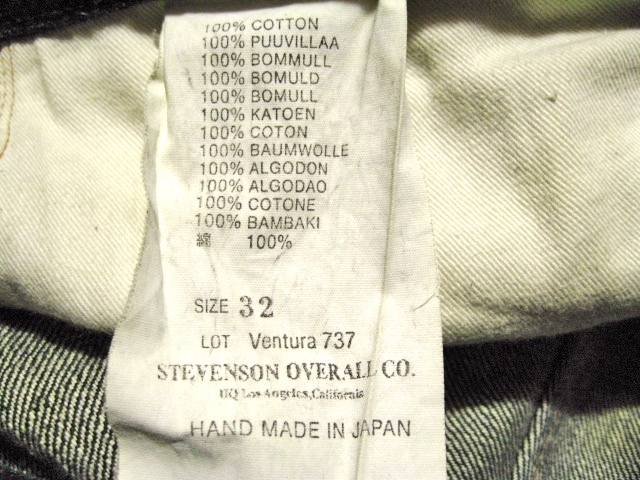 100% COTTON
100% PUUVILLAA
100% BOMMULL
100% BOMULD
100% BOMULL
100% KATOEN
100% COTON
100% BAUMWOLLE
100% ALGODON
100% ALGODAO
100% COTONE
100% BAMBAKI
綿 100%
SIZE 32
LOT Ventura 737
STEVENSON OVERALL CO.
HQ Los Angeles, California
HAND MADE IN JAPAN